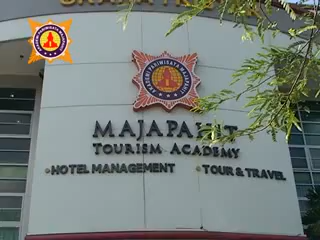 MAJAPAHIT
TOURISM ACADEMY
HOTEL MANAGEMENT
TOUR & TRAVEL